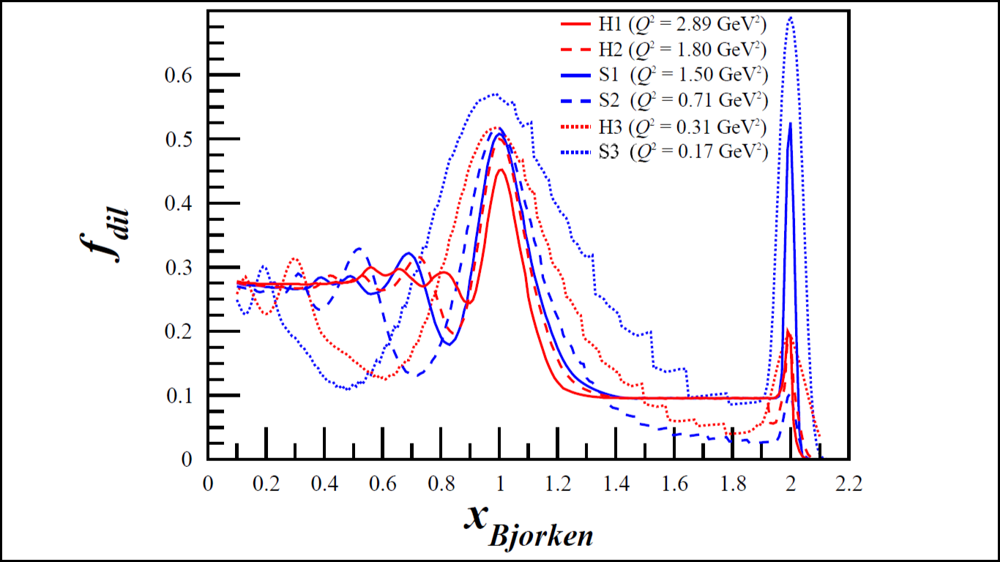 H1 (Q² = 2.89 GeV²)
H2 (Q² = 1.80 GeV²)
S1 (Q² = 1.50 GeV²)
S2 (Q² = 0.71 GeV²)
H3 (Q² = 0.31 GeV²)
S3 (Q² = 0.17 GeV²)
0.6
0.5
0.4
0.3
0.2
0.1
0
f dil
0 0.2 0.4 0.6 0.8 1 1.2 1.4 1.6 1.8 2 2.2
x Bjorken